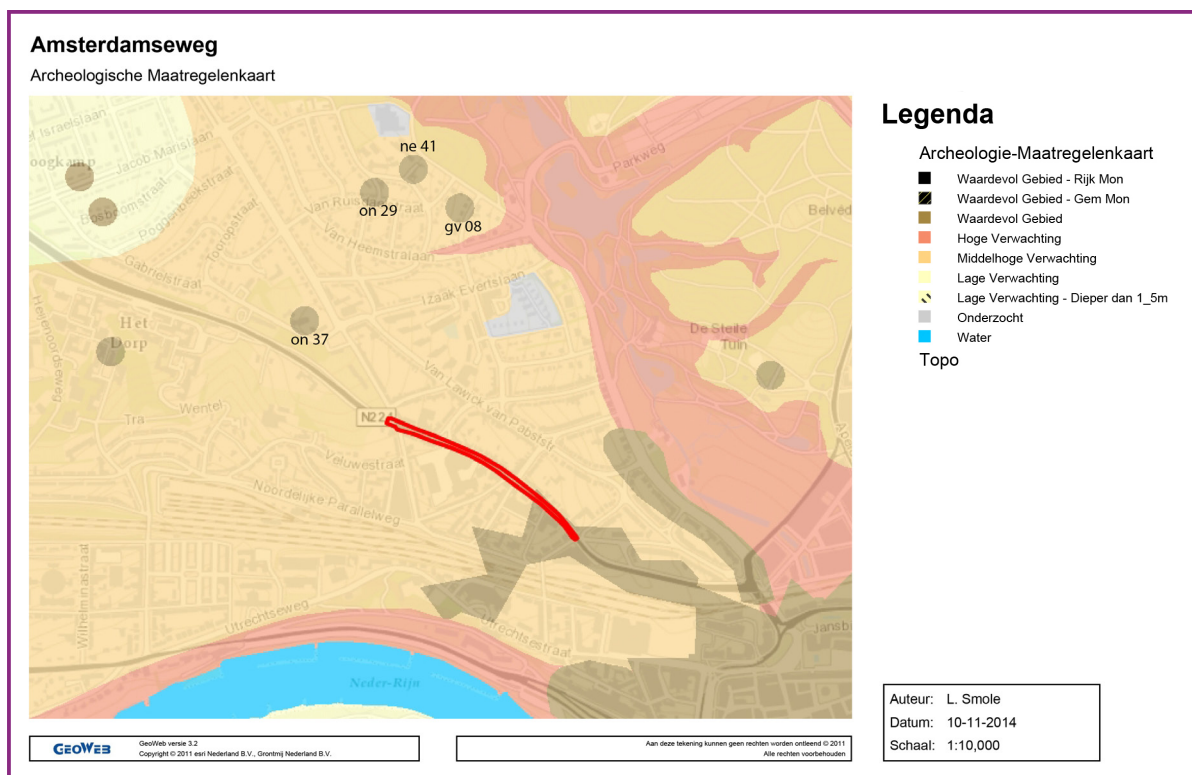 Amsterdamseweg
Archeologische Maatregelenkaart
Jacob Marislaan
ne 41
on 29
gv 08
Van Heemstralaan
Parkweg
Gabrielstraat
Izaak Evertslaan
Het
Dorp
on 37
De Steile
Tuin
Van Lawick van Pabststr
Tra
Wentel
Veluwestraat
Noordelijke Parallelweg
Wilhelminastraat
Utrechtseweg
Utrechtsestraat
Neder-Rijn
Legenda
Archeologie-Maatregelenkaart
Waardevol Gebied - Rijk Mon
Waardevol Gebied - Gem Mon
Waardevol Gebied
Hoge Verwachting
Middelhoge Verwachting
Lage Verwachting
Lage Verwachting - Dieper dan 1_5m
Onderzocht
Water
Topo
Auteur: L. Smole
Datum: 10-11-2014
Schaal: 1:10,000
GEOWEB
GeoWeb versie 3.2
Copyright © 2011 esri Nederland B.V., Grontmij Nederland B.V.
Aan deze tekening kunnen geen rechten worden ontleend © 2011
Alle rechten voorbehouden